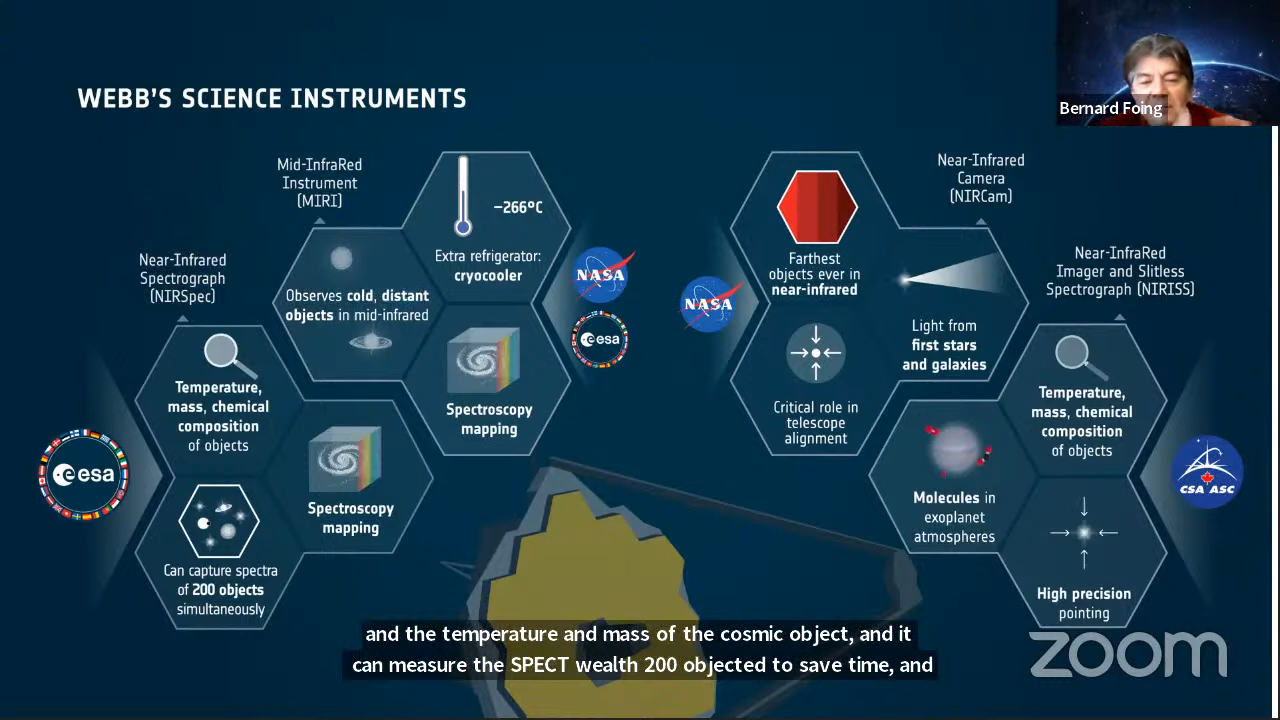 WEBB'S SCIENCE INSTRUMENTS
Bernard Foing
Mid-InfraRed
Instrument
(MIRI)
–266°C
Extra refrigerator:
cryocooler
Observes cold, distant
objects in mid-infrared
Spectroscopy
mapping
NASA
esa
Near-Infrared
Spectrograph
(NIRSpec)
Temperature,
mass, chemical
composition
of objects
Spectroscopy
mapping
Can capture spectra
of 200 objects
simultaneously
esa
Near-Infrared
Camera
(NIRCam)
Farthest
objects ever in
near-infrared
Light from
first stars
and galaxies
Critical role in
telescope
alignment
NASA
Near-InfraRed
Imager and Slitless
Spectrograph (NIRISS)
Temperature,
mass, chemical
composition
of objects
Molecules in
exoplanet
atmospheres
High precision
pointing
CSA ASC
and the temperature and mass of the cosmic object, and it
can measure the SPECT wealth 200 objected to save time, and
zoom